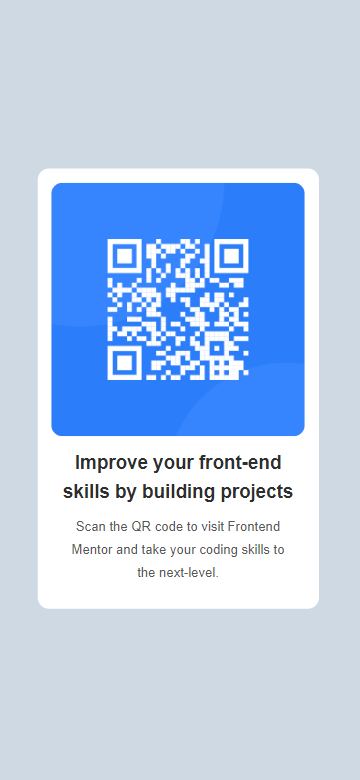 Improve your front-end
skills by building projects
Scan the QR code to visit Frontend
Mentor and take your coding skills to
the next-level.